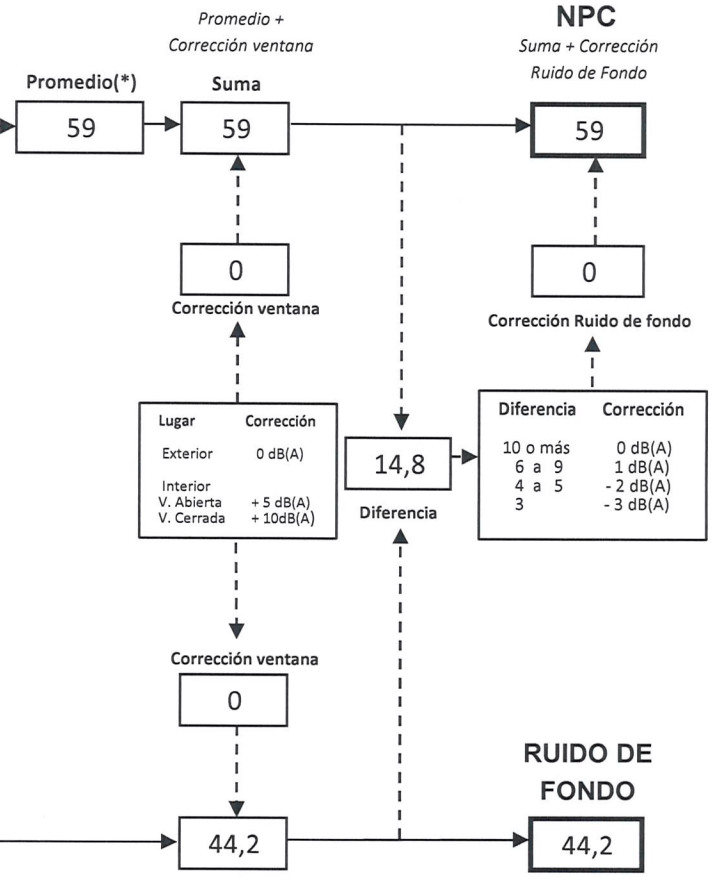 Promedio +
Corrección ventana
NPC
Suma + Corrección
Ruido de Fondo
Promedio(*)
Suma
59
59
59
0
0
Corrección ventana
Corrección Ruido de fondo
Lugar Corrección
Exterior 0 dB(A)
Interior
V. Abierta + 5 dB(A)
V. Cerrada + 10dB(A)
14,8
Diferencia
Diferencia Corrección
10 o más 0 dB(A)
6 a 9 1 dB(A)
4 a 5 - 2 dB(A)
3 - 3 dB(A)
Corrección ventana
0
RUIDO DE
FONDO
44,2
44,2